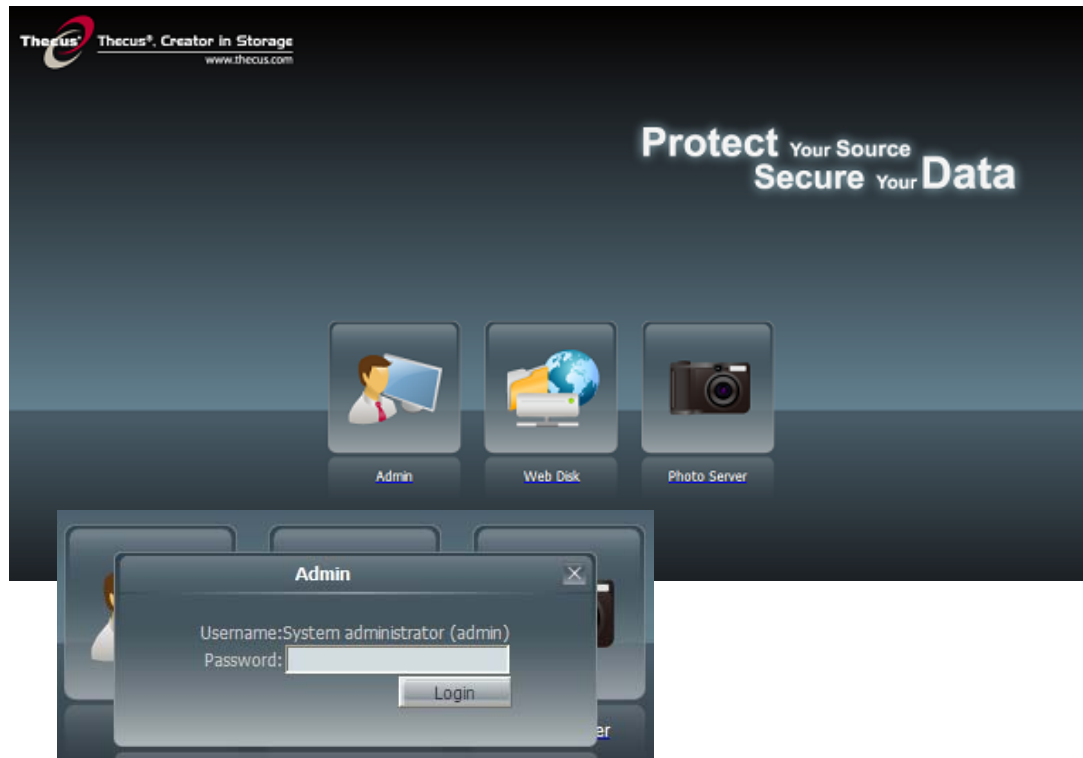 Thecus® Thecus®, Creator in Storage
www.thecus.com
Protect Your Source
Secure Your Data
Admin Web Disk Photo Server
Admin
Username:System administrator (admin)
Password:
Login
er